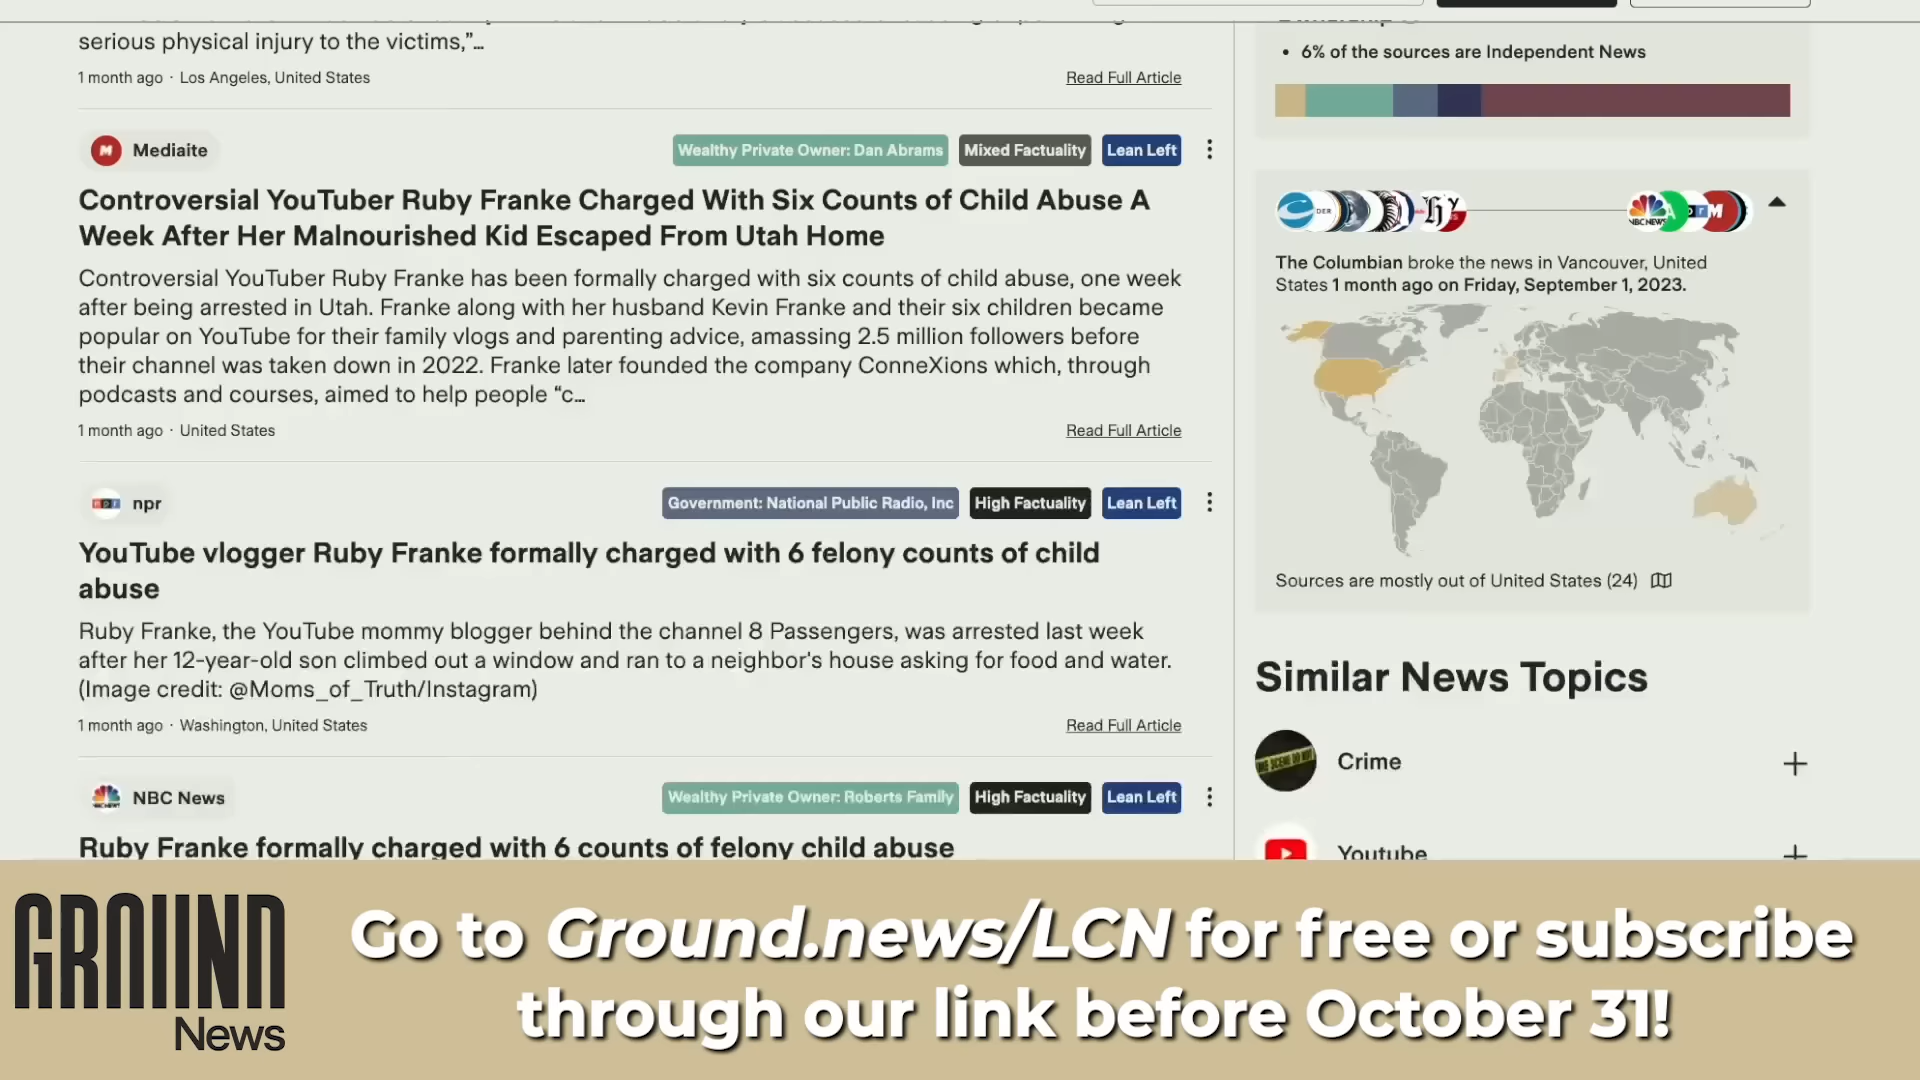 serious physical injury to the victims,”...
1 month ago · Los Angeles, United States
Read Full Article
Mediaite
Wealthy Private Owner: Dan Abrams
Mixed Factuality
Lean Left
Controversial YouTuber Ruby Franke Charged With Six Counts of Child Abuse A
Week After Her Malnourished Kid Escaped From Utah Home
Controversial YouTuber Ruby Franke has been formally charged with six counts of child abuse, one week
after being arrested in Utah. Franke along with her husband Kevin Franke and their six children became
popular on YouTube for their family vlogs and parenting advice, amassing 2.5 million followers before
their channel was taken down in 2022. Franke later founded the company ConneXions which, through
podcasts and courses, aimed to help people “c...
1 month ago · United States
Read Full Article
npr
Government: National Public Radio, Inc
High Factuality
Lean Left
YouTube vlogger Ruby Franke formally charged with 6 felony counts of child
abuse
Ruby Franke, the YouTube mommy blogger behind the channel 8 Passengers, was arrested last week
after her 12-year-old son climbed out a window and ran to a neighbor's house asking for food and water.
(Image credit: @Moms_of_Truth/Instagram)
1 month ago · Washington, United States
Read Full Article
NBC News
Wealthy Private Owner: Roberts Family
High Factuality
Lean Left
Ruby Franke formally charged with 6 counts of felony child abuse
• 6% of the sources are Independent News
The Columbian broke the news in Vancouver, United
States 1 month ago on Friday, September 1, 2023.
Sources are mostly out of United States (24)
Similar News Topics
Crime
Youtube
GROUND
News
Go to Ground.news/LCN for free or subscribe
through our link before October 31!